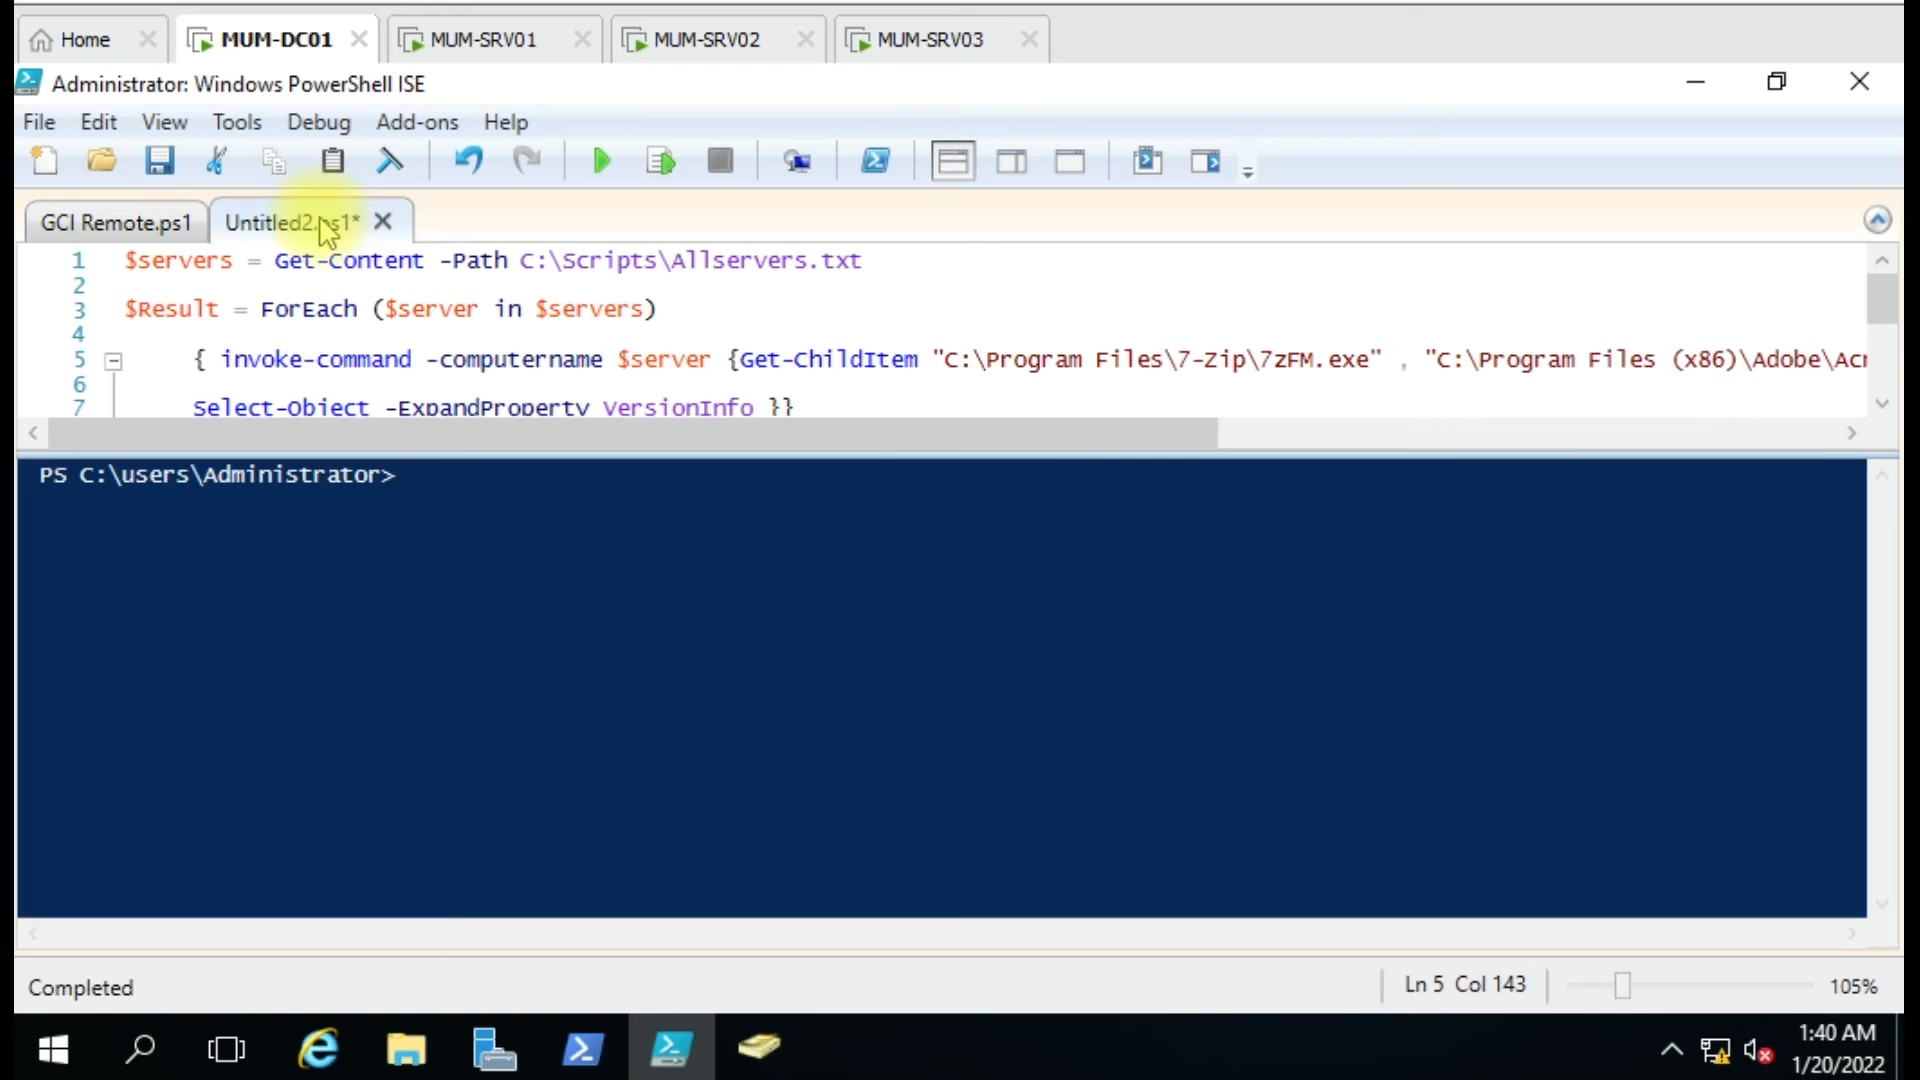 Home
MUM-DC01
MUM-SRV01
MUM-SRV02
MUM-SRV03
Administrator: Windows PowerShell ISE
File Edit View Tools Debug Add-ons Help
GCI Remote.ps1
Untitled2.ps1*
1 $servers = Get-Content -Path C:\Scripts\Allservers.txt
2
3 $Result = ForEach ($server in $servers)
4
5 { invoke-command -computername $server {Get-ChildItem "C:\Program Files\7-Zip\7zFM.exe" , "C:\Program Files (x86)\Adobe\Acr
6
7 Select-Object -ExpandProperty VersionInfo }}
PS C:\users\Administrator>
Completed
Ln 5 Col 143
105%
1:40 AM
1/20/2022